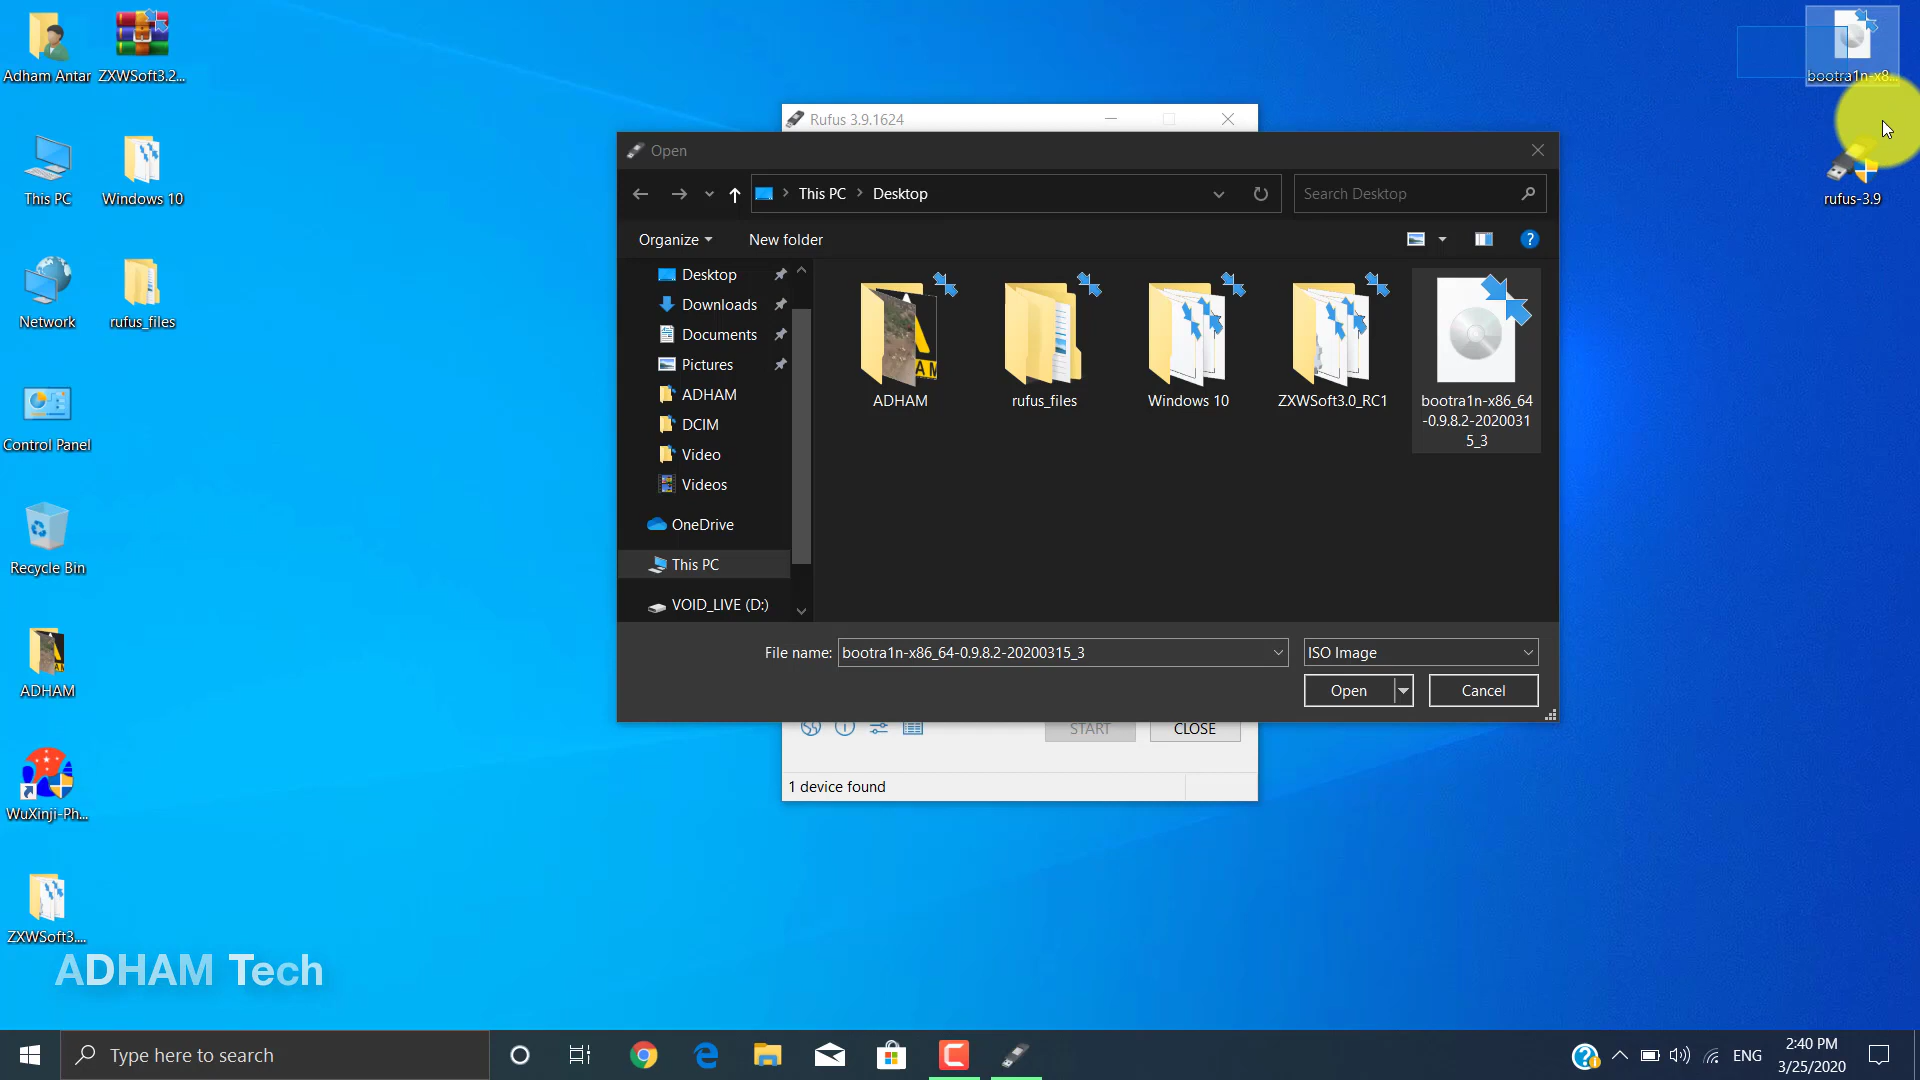 Adham Antar
ZXWSoft3.2...
This PC
Windows 10
Network
rufus_files
Control Panel
Recycle Bin
ADHAM
WuXinji-Ph...
ZXWSoft3....
ADHAM Tech
bootra1n-x8...
rufus-3.9
Rufus 3.9.1624
Open
This PC
Desktop
Search Desktop
Organize
New folder
Desktop
Downloads
Documents
Pictures
ADHAM
DCIM
Video
Videos
OneDrive
This PC
VOID_LIVE (D:)
ADHAM
rufus_files
Windows 10
ZXWSoft3.0_RC1
bootra1n-x86_64
-0.9.8.2-2020031
5_3
File name:
bootra1n-x86_64-0.9.8.2-20200315_3
ISO Image
Open
Cancel
START
CLOSE
1 device found
Type here to search
ENG
2:40 PM
3/25/2020